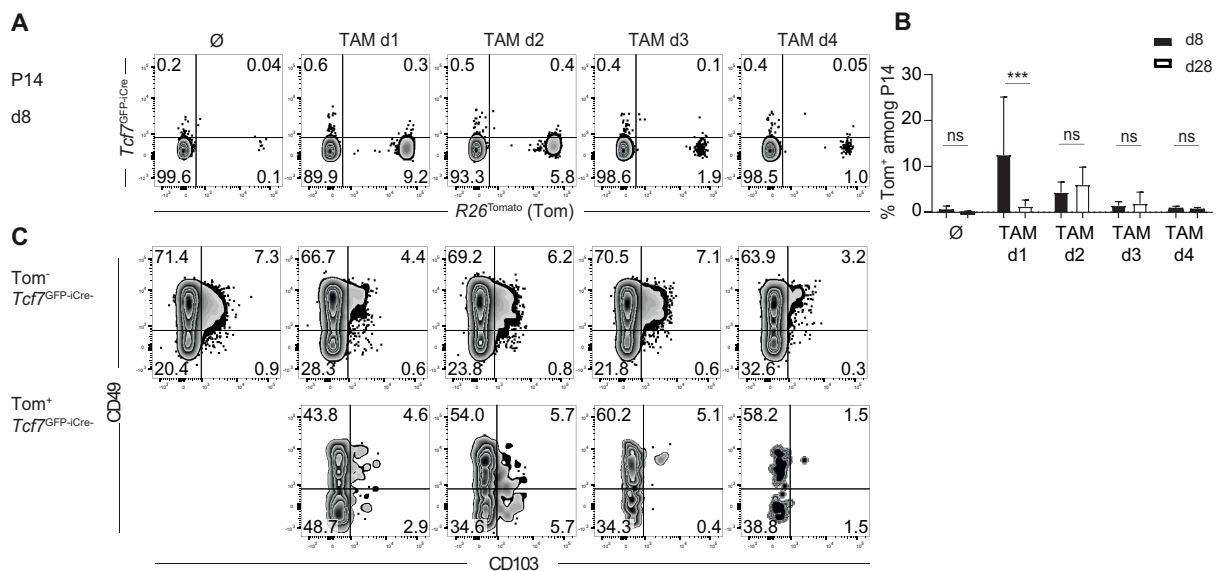 A
Ø
TAM d1
TAM d2
TAM d3
TAM d4
P14
d8
Tcf7GFP-iCre
0.2
0.04
99.6
0.1
0.6
0.3
89.9
9.2
0.5
0.4
93.3
5.8
0.4
0.1
98.6
1.9
0.4
0.05
98.5
1.0
R26Tomato (Tom)
B
d8
d28
% Tom+ among P14
30
20
10
0
ns
***
ns
ns
ns
Ø
TAM d1
TAM d2
TAM d3
TAM d4
C
Tom-
Tcf7GFP-iCre-
71.4
7.3
20.4
0.9
66.7
4.4
28.3
0.6
69.2
6.2
23.8
0.8
70.5
7.1
21.8
0.6
63.9
3.2
32.6
0.3
Tom+
Tcf7GFP-iCre-
CD49
43.8
4.6
48.7
2.9
54.0
5.7
34.6
5.7
60.2
5.1
34.3
0.4
58.2
1.5
38.8
1.5
CD103